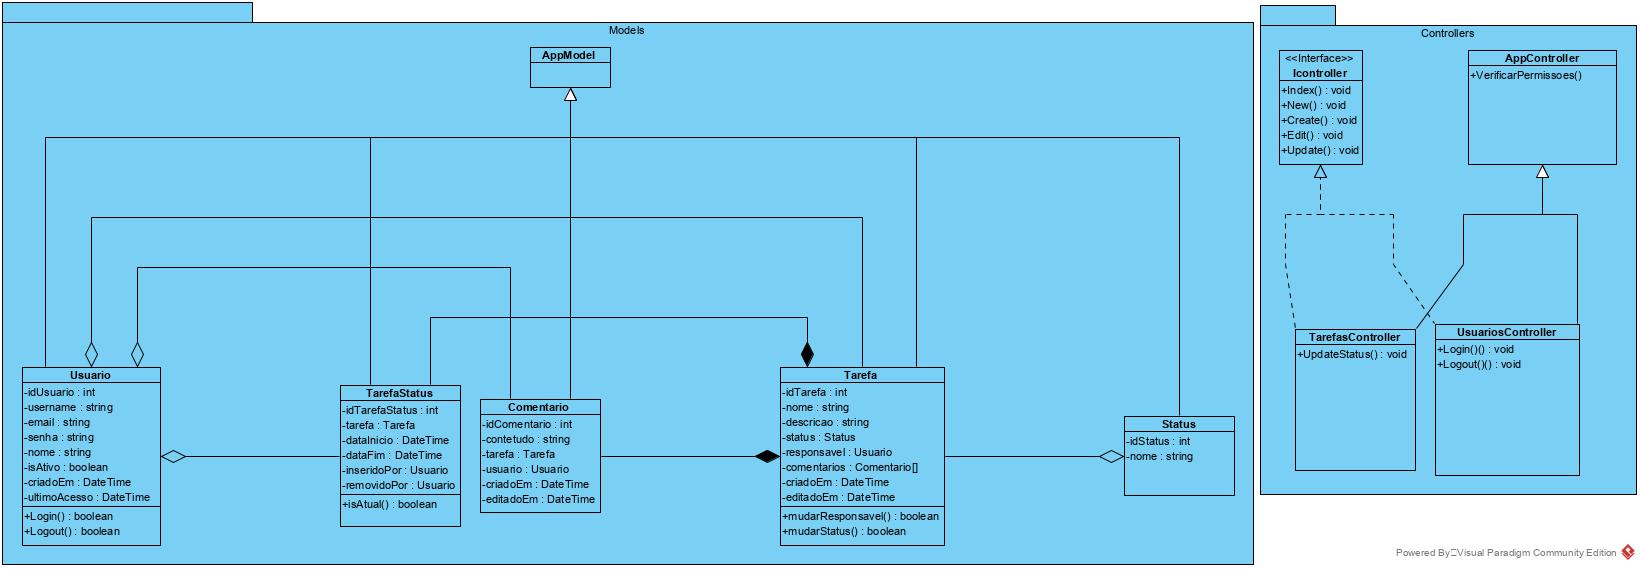 Models
AppModel
Usuario
-idUsuario : int
-username : string
-email : string
-senha : string
-nome : string
-isAtivo : boolean
-criadoEm : DateTime
-ultimoAcesso : DateTime
+Login() : boolean
+Logout() : boolean
TarefaStatus
-idTarefaStatus : int
-tarefa : Tarefa
-dataInicio : DateTime
-dataFim : DateTime
-inseridoPor : Usuario
-removidoPor : Usuario
+isAtual() : boolean
Comentario
-idComentario : int
-contetudo : string
-tarefa : Tarefa
-usuario : Usuario
-criadoEm : DateTime
-editadoEm : DateTime
Tarefa
-idTarefa : int
-nome : string
-descricao : string
-status : Status
-responsavel : Usuario
-comentarios : Comentario[]
-criadoEm : DateTime
-editadoEm : DateTime
+mudarResponsavel() : boolean
+mudarStatus() : boolean
Status
-idStatus : int
-nome : string
Controllers
<<Interface>>
Icontroller
+Index() : void
+New() : void
+Create() : void
+Edit() : void
+Update() : void
AppController
+VerificarPermissoes()
TarefasController
+UpdateStatus() : void
UsuariosController
+Login()() : void
+Logout()() : void
Powered By Visual Paradigm Community Edition